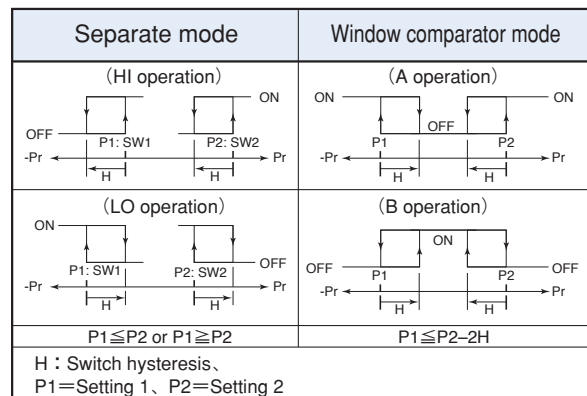 Separate mode
Window comparator mode
(HI operation)
ON
OFF
P1: SW1
P2: SW2
-Pr
Pr
H
H
(A operation)
ON
ON
OFF
P1
P2
-Pr
Pr
H
H
(LO operation)
ON
OFF
P1: SW1
P2: SW2
-Pr
Pr
H
H
(B operation)
ON
OFF
OFF
P1
P2
-Pr
Pr
H
H
P1≦P2 or P1≧P2
P1≦P2–2H
H：Switch hysteresis、
P1＝Setting 1、P2＝Setting 2